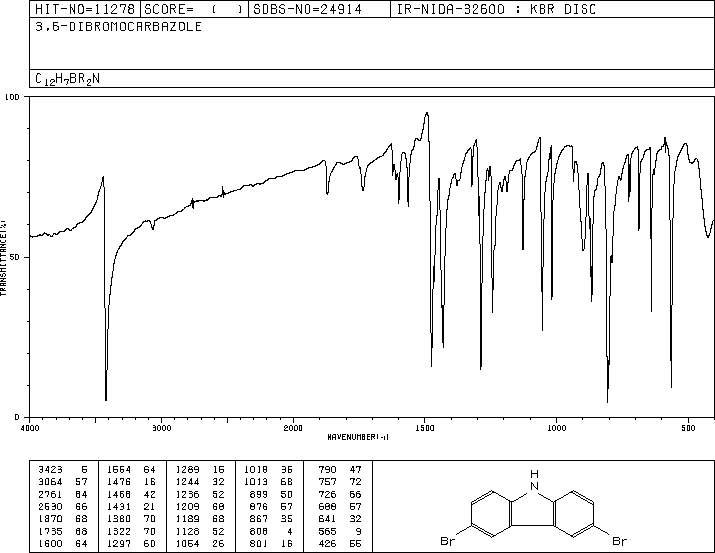 HIT-NO=11278 SCORE= ( ) SDBS-NO=24914 IR-NIDA-32600 : KBR DISC
3,6-DIBROMOCARBAZOLE
C12H7BR2N
100
50
0
TRANSMITTANCE(%)
4000 3000 2000 1500 1000 500
WAVENUMBER(-1)
3423 5 1564 64 1289 15 1018 35 790 47
3064 57 1476 16 1244 32 1013 68 757 72
2761 64 1468 42 1236 52 899 50 726 66
2530 66 1431 21 1209 68 876 57 688 57
1870 68 1380 70 1189 68 867 35 641 32
1735 68 1322 70 1128 52 808 4 565 9
1600 64 1297 60 1054 26 801 16 426 55
H
N
Br Br